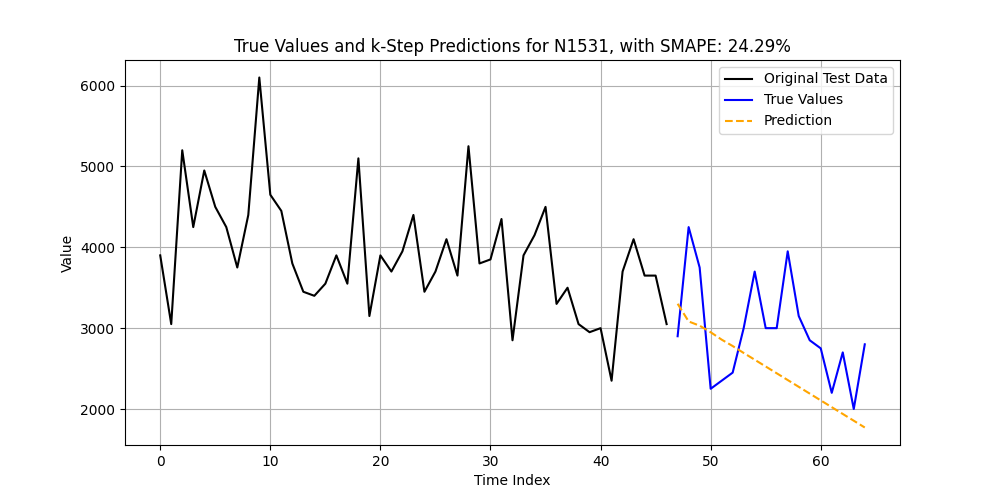 True Values and k-Step Predictions for N1531, with SMAPE: 24.29%
Original Test Data
True Values
Prediction
Value
6000
5000
4000
3000
2000
0 10 20 30 40 50 60
Time Index